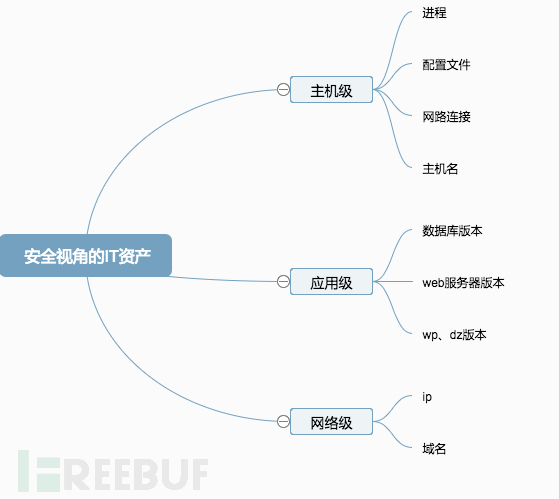 安全视角的IT资产
主机级
进程
配置文件
网路连接
主机名
应用级
数据库版本
web服务器版本
wp、dz版本
网络级
ip
域名
FREEBUF